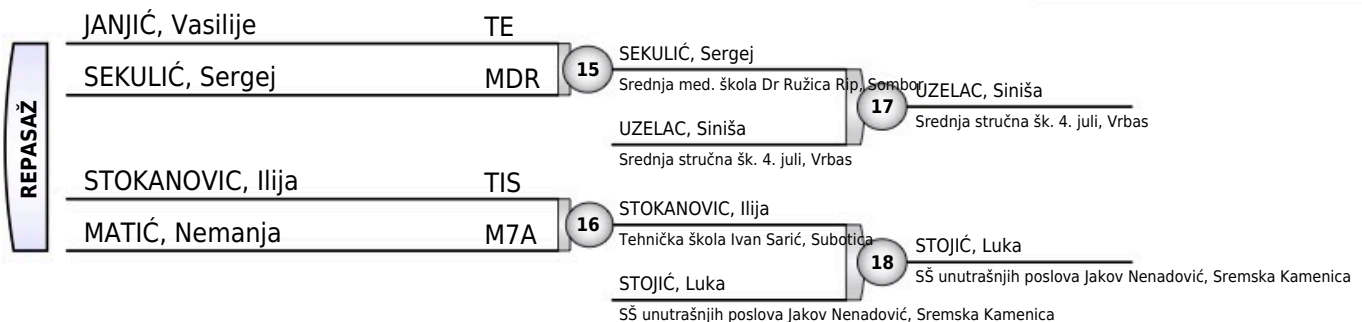 REPASAŽ
JANJIĆ, Vasilije TE
SEKULIĆ, Sergej MDR
15
SEKULIĆ, Sergej
Srednja med. škola Dr Ružica Rip, Sombor
UZELAC, Siniša
Srednja stručna šk. 4. juli, Vrbas
17
UZELAC, Siniša
Srednja stručna šk. 4. juli, Vrbas
STOKANOVIC, Ilija TIS
MATIĆ, Nemanja M7A
16
STOKANOVIC, Ilija
Tehnička škola Ivan Sarić, Subotica
STOJIĆ, Luka
SŠ unutrašnjih poslova Jakov Nenadović, Sremska Kamenica
18
STOJIĆ, Luka
SŠ unutrašnjih poslova Jakov Nenadović, Sremska Kamenica